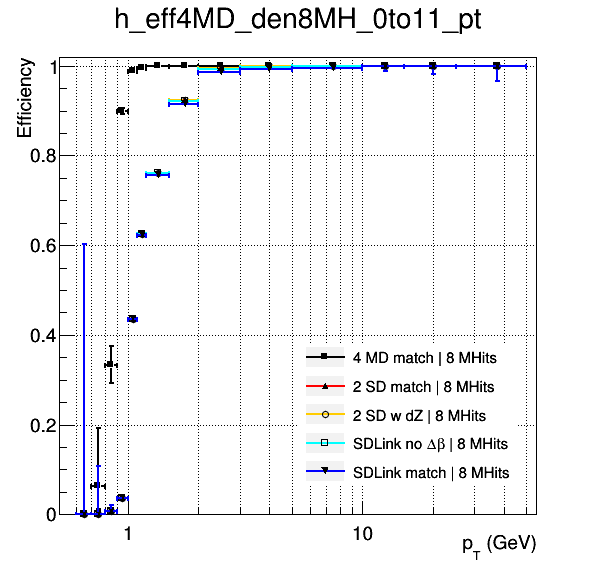 h_eff4MD_den8MH_0to11_pt
Efficiency
1
0.8
0.6
0.4
0.2
0
4 MD match | 8 MHits
2 SD match | 8 MHits
2 SD w dZ | 8 MHits
SDLink no Δβ | 8 MHits
SDLink match | 8 MHits
1
10
p_T (GeV)